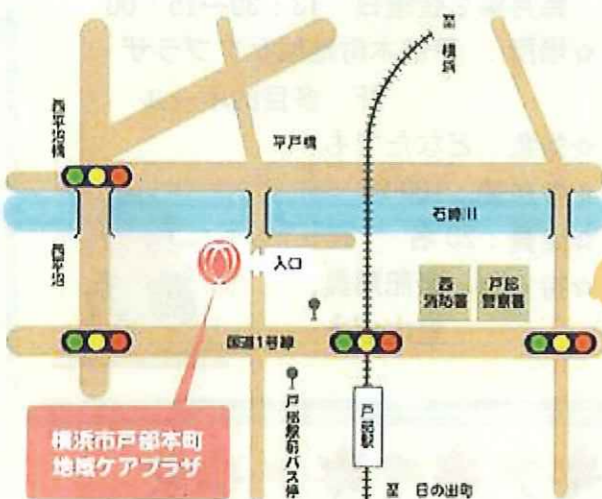 至 横浜
西平沼橋
平戸橋
石崎川
西平沼
入口
西
消防署
戸部
警察署
国道1号線
戸部駅前バス停
戸部駅
横浜市戸部本町
地域ケアプラザ
至 日の出町